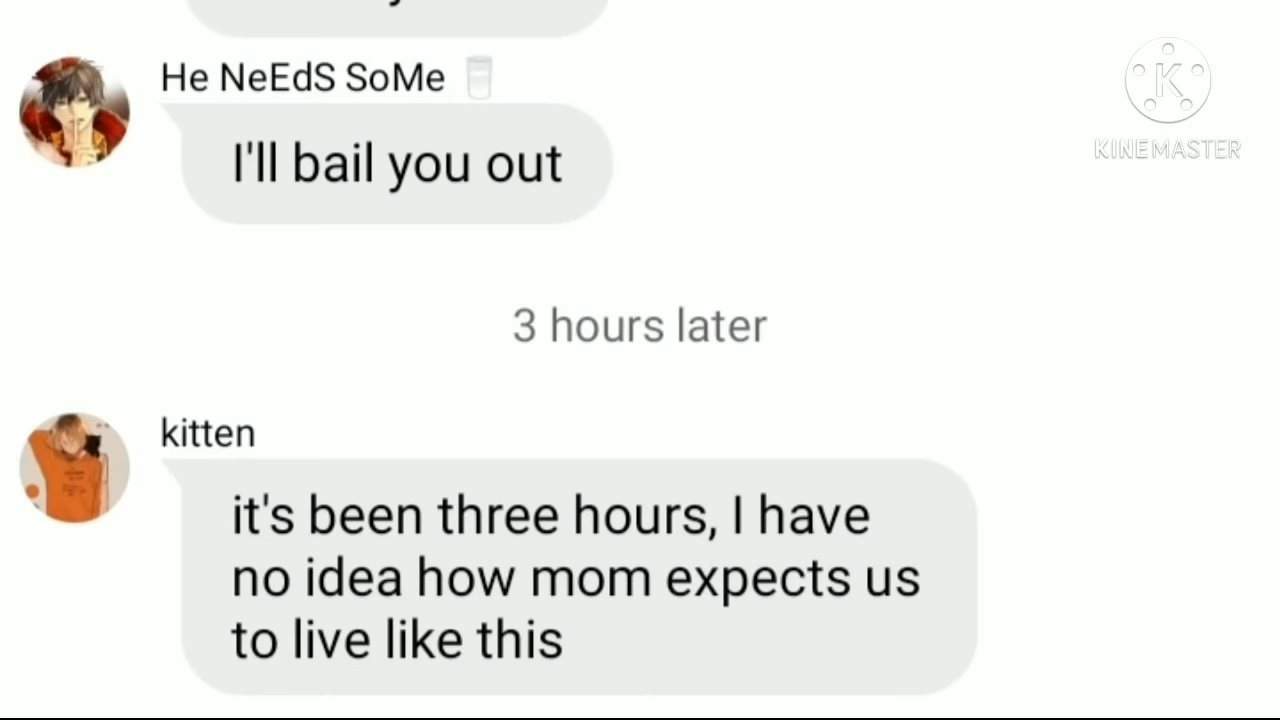 He NeEdS SoMe 🥛
I'll bail you out
K
KINEMASTER
3 hours later
kitten
it's been three hours, I have
no idea how mom expects us
to live like this